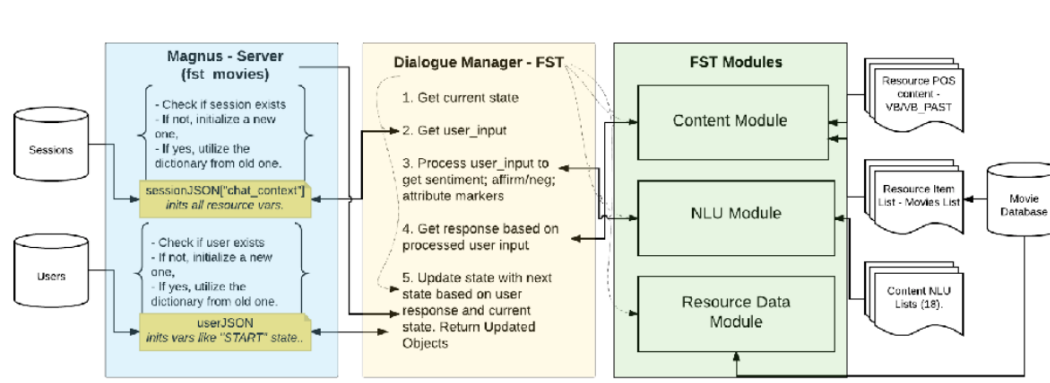 Magnus - Server
(fst movies)
- Check if session exists
- If not, initialize a new
one,
- If yes, utilize the
dictionary from old one.
Sessions
sessionJSON["chat_context"]
inits all resource vars.
- Check if user exists
- If not, initialize a new
one,
- If yes, utilize the
dictionary from old one.
Users
userJSON
inits vars like "START" state..
Dialogue Manager - FST
1. Get current state
2. Get user_input
3. Process user_input to
get sentiment; affirm/neg;
attribute markers
4. Get response based on
processed user input
5. Update state with next
state based on user
response and current
state. Return Updated
Objects
FST Modules
Content Module
NLU Module
Resource Data
Module
Resource POS
content -
VB/VB_PAST
Resource Item
List - Movies List
Content NLU
Lists (18).
Movie
Database